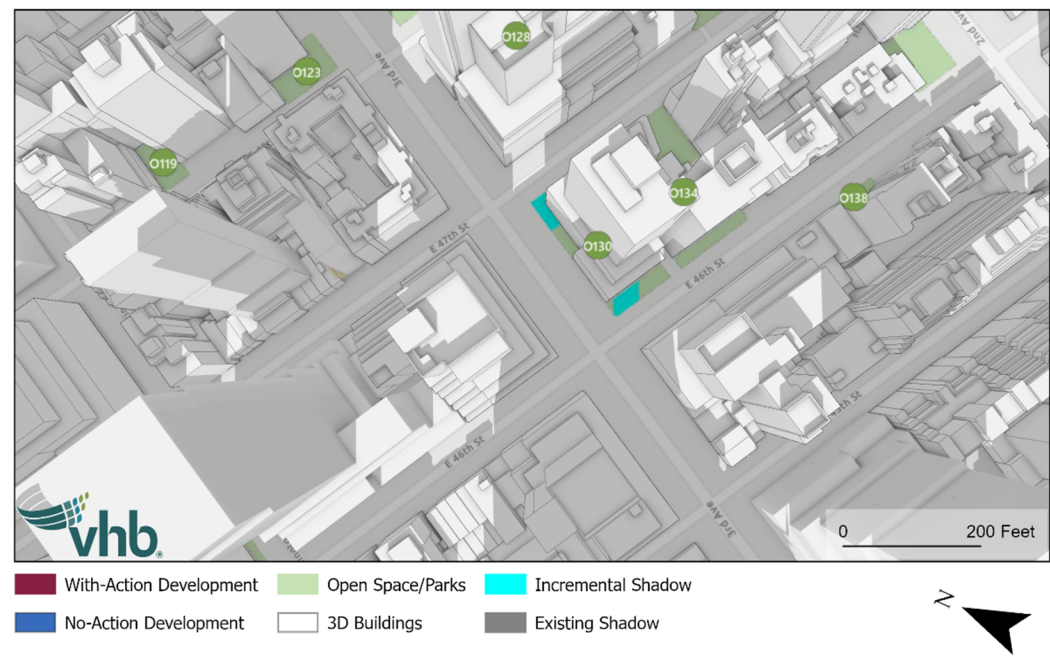 O128
3rd Ave
2nd Ave
O123
O119
O134
O138
E 47th St
O130
E 46th St
E 46th St
3rd Ave
vhb®
0 200 Feet
With-Action Development
Open Space/Parks
Incremental Shadow
No-Action Development
3D Buildings
Existing Shadow
N